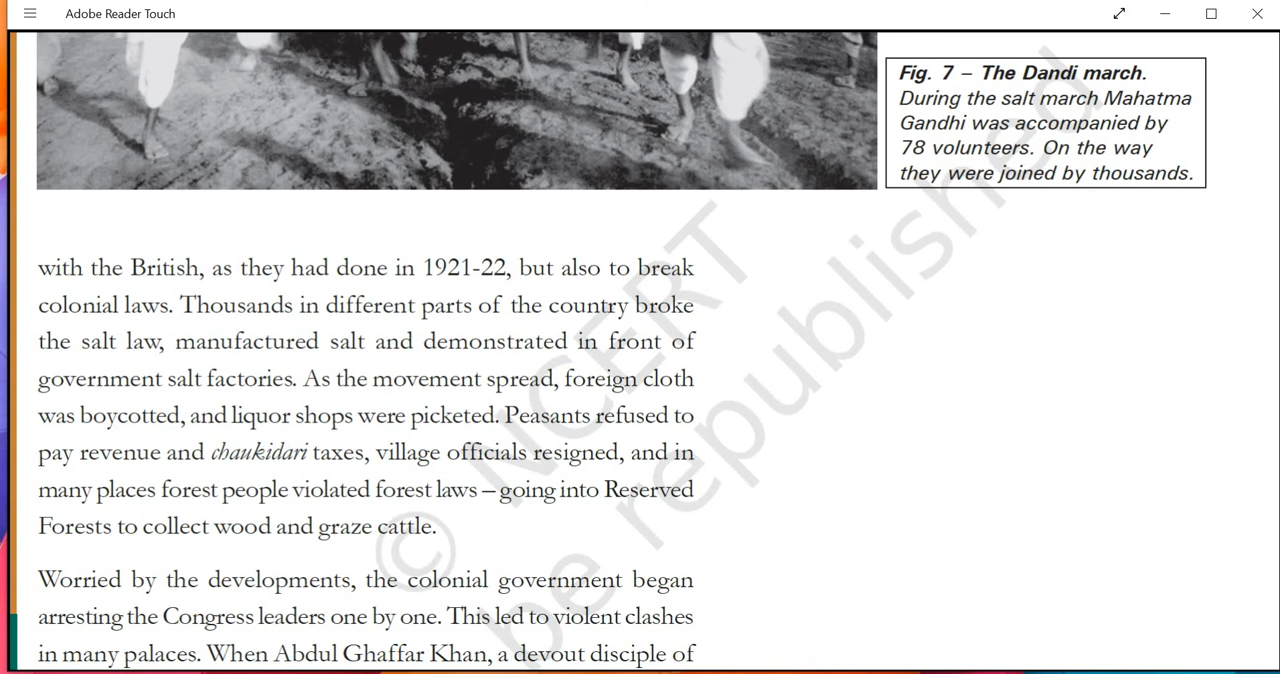 Adobe Reader Touch
Fig. 7 – The Dandi march.
During the salt march Mahatma
Gandhi was accompanied by
78 volunteers. On the way
they were joined by thousands.
with the British, as they had done in 1921-22, but also to break
colonial laws. Thousands in different parts of the country broke
the salt law, manufactured salt and demonstrated in front of
government salt factories. As the movement spread, foreign cloth
was boycotted, and liquor shops were picketed. Peasants refused to
pay revenue and chaukidari taxes, village officials resigned, and in
many places forest people violated forest laws – going into Reserved
Forests to collect wood and graze cattle.
Worried by the developments, the colonial government began
arresting the Congress leaders one by one. This led to violent clashes
in many palaces. When Abdul Ghaffar Khan, a devout disciple of
© NCERT
be republished